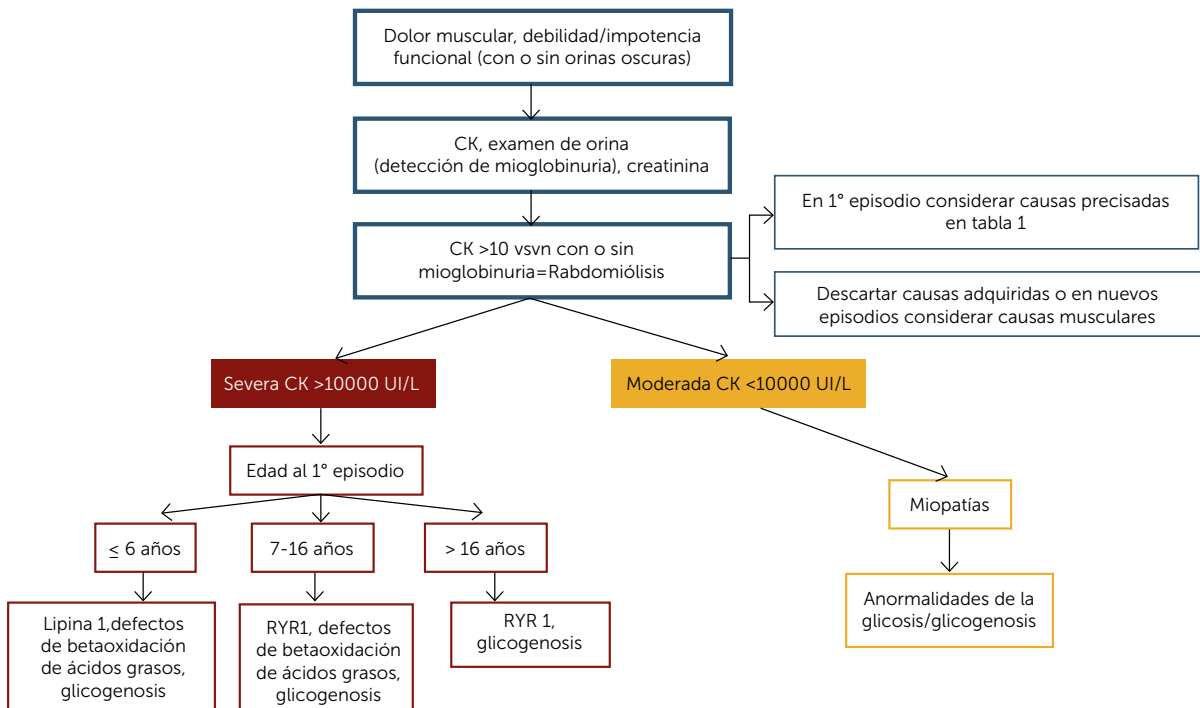 Dolor muscular, debilidad/impotencia
funcional (con o sin orinas oscuras)
CK, examen de orina
(detección de mioglobinuria), creatinina
En 1° episodio considerar causas precisadas
en tabla 1
CK >10 vsvn con o sin
mioglobinuria=Rabdomiólisis
Descartar causas adquiridas o en nuevos
episodios considerar causas musculares
Severa CK >10000 UI/L
Moderada CK <10000 UI/L
Edad al 1° episodio
Miopatías
≤ 6 años
7-16 años
> 16 años
Lipina 1,defectos
de betaoxidación
de ácidos grasos,
glicogenosis
RYR1, defectos
de betaoxidación
de ácidos grasos,
glicogenosis
RYR 1,
glicogenosis
Anormalidades de la
glicosis/glicogenosis